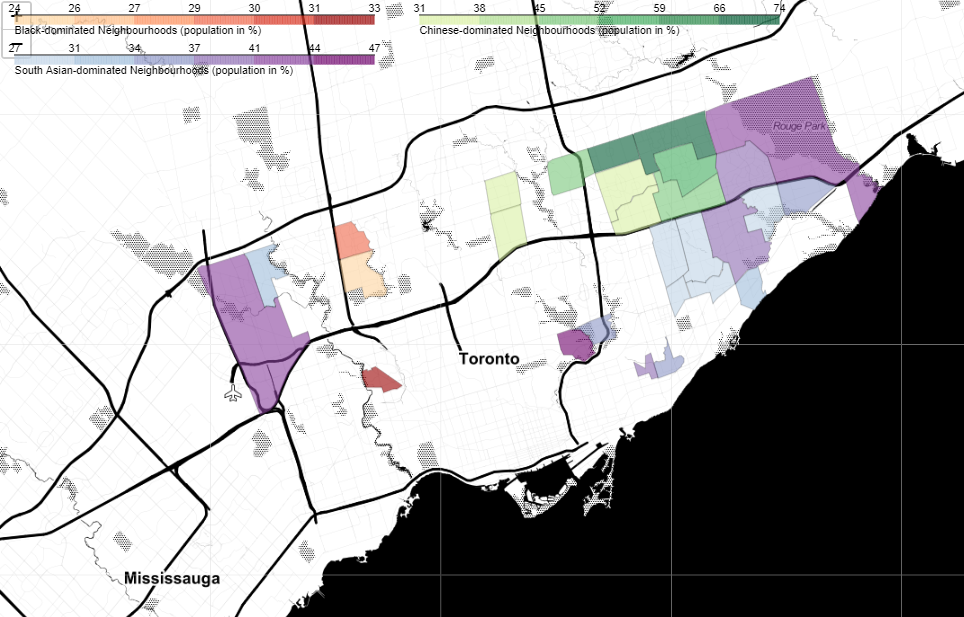 24 26 27 29 30 31 33
Black-dominated Neighbourhoods (population in %)
31 38 45 52 59 66 74
Chinese-dominated Neighbourhoods (population in %)
27 31 34 37 41 44 47
South Asian-dominated Neighbourhoods (population in %)
Rouge Park
Toronto
Mississauga